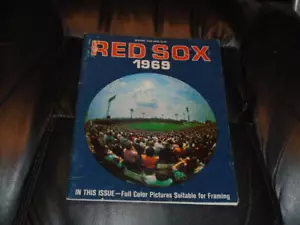 RED SOX
1969
IN THIS ISSUE—Full Color Pictures Suitable for Framing